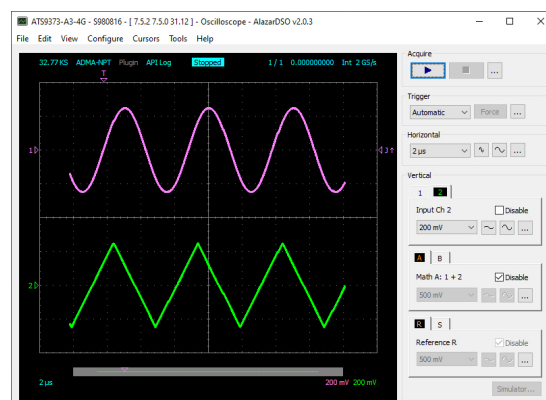 ATS9373-A3-4G - S980816 - [ 7.5.2 7.5.0 31.12 ] - Oscilloscope - AlazarDSO v2.0.3
File Edit View Configure Cursors Tools Help
32.77 KS ADMA-NPT Plugin API Log Stopped 1 / 1 0.000000000 Int 2 GS/s
T
1
J
2
2 µs 200 mV 200 mV
Acquire
...
Trigger
Automatic Force ...
Horizontal
2 µs ...
Vertical
1 2
Input Ch 2 Disable
200 mV ...
A B
Math A: 1 + 2 Disable
500 mV ...
R S
Reference R Disable
500 mV ...
Simulator...